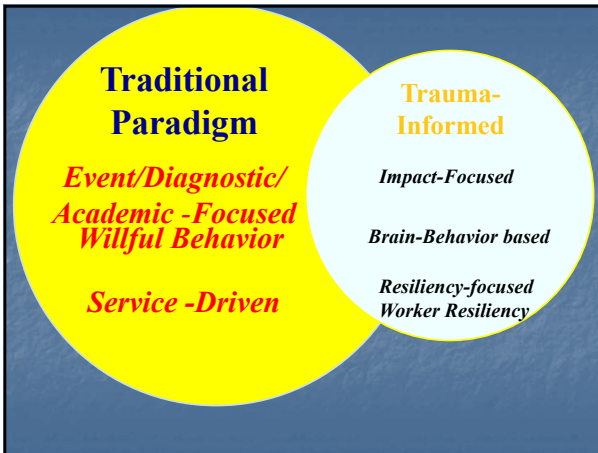 Traditional
Paradigm
Event/Diagnostic/
Academic -Focused
Willful Behavior
Service -Driven
Trauma-
Informed
Impact-Focused
Brain-Behavior based
Resiliency-focused
Worker Resiliency